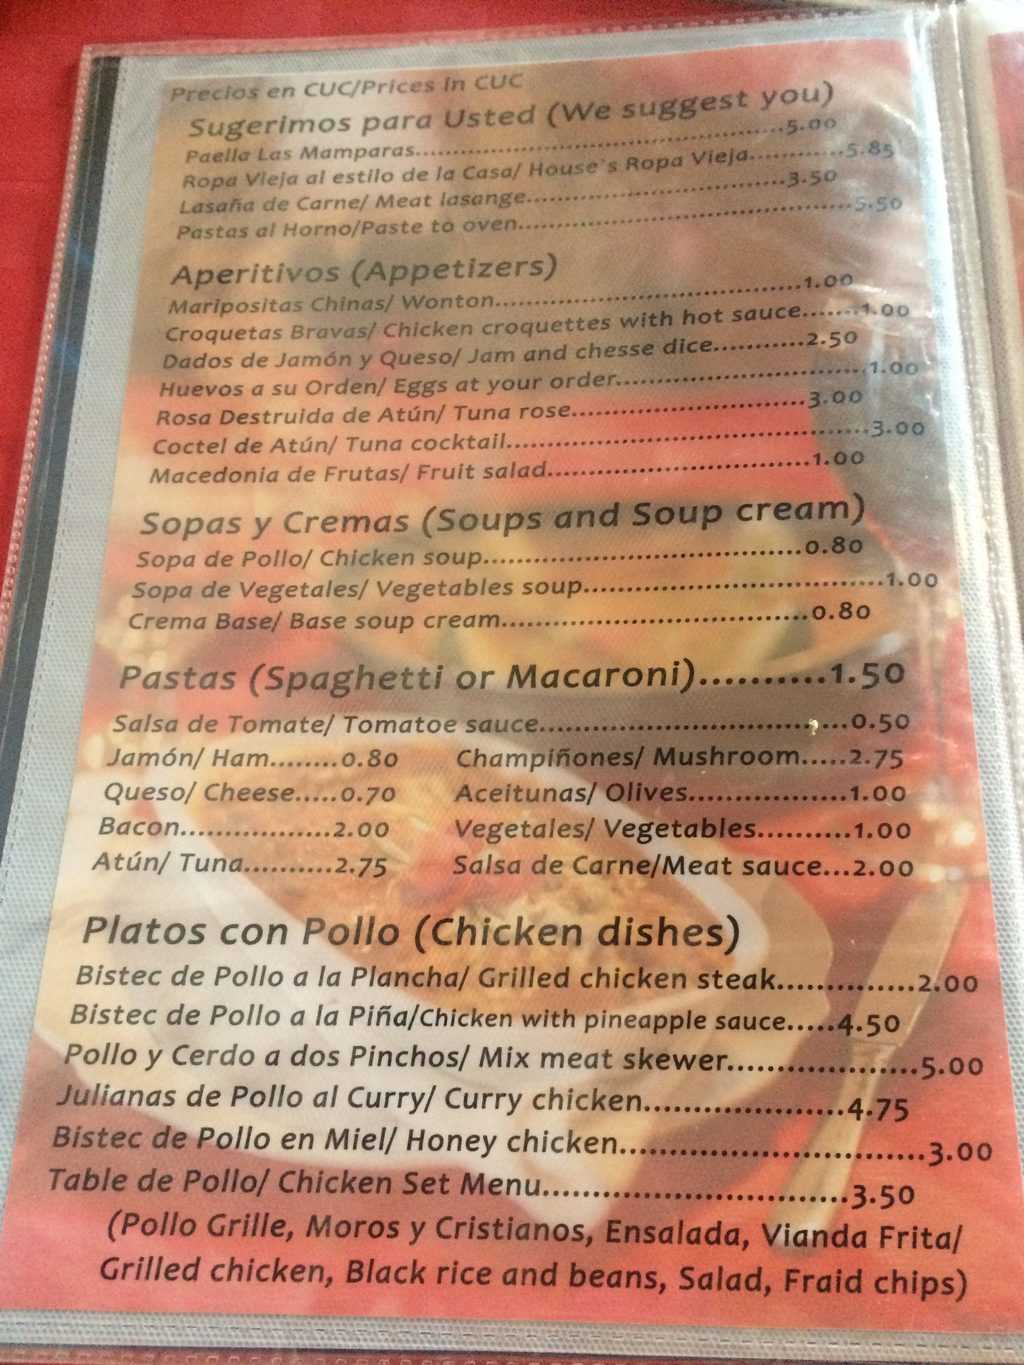 Precios en CUC/Prices in CUC
Sugerimos para Usted (We suggest you)
Paella Las Mamparas...............................................5.00
Ropa Vieja al estilo de la Casa/ House's Ropa Vieja............5.85
Lasaña de Carne/ Meat lasange.................................3.50
Pastas al Horno/Paste to oven..........................................5.50
Aperitivos (Appetizers)
Maripositas Chinas/ Wonton.......................................1.00
Croquetas Bravas/ Chicken croquettes with hot sauce.......1.00
Dados de Jamón y Queso/ Jam and chesse dice...........2.50
Huevos a su Orden/ Eggs at your order................................1.00
Rosa Destruida de Atún/ Tuna rose..............................3.00
Coctel de Atún/ Tuna cocktail..............................................3.00
Macedonia de Frutas/ Fruit salad.................................1.00
Sopas y Cremas (Soups and Soup cream)
Sopa de Pollo/ Chicken soup.......................................0.80
Sopa de Vegetales/ Vegetables soup....................................1.00
Crema Base/ Base soup cream.....................................0.80
Pastas (Spaghetti or Macaroni)..........1.50
Salsa de Tomate/ Tomatoe sauce....................................0.50
Jamón/ Ham........0.80 Champiñones/ Mushroom.....2.75
Queso/ Cheese.....0.70 Aceitunas/ Olives.................1.00
Bacon.................2.00 Vegetales/ Vegetables..........1.00
Atún/ Tuna..........2.75 Salsa de Carne/Meat sauce...2.00
Platos con Pollo (Chicken dishes)
Bistec de Pollo a la Plancha/ Grilled chicken steak..............2.00
Bistec de Pollo a la Piña/Chicken with pineapple sauce.....4.50
Pollo y Cerdo a dos Pinchos/ Mix meat skewer...................5.00
Julianas de Pollo al Curry/ Curry chicken....................4.75
Bistec de Pollo en Miel/ Honey chicken..............................3.00
Table de Pollo/ Chicken Set Menu..............................3.50
(Pollo Grille, Moros y Cristianos, Ensalada, Vianda Frita/
Grilled chicken, Black rice and beans, Salad, Fraid chips)